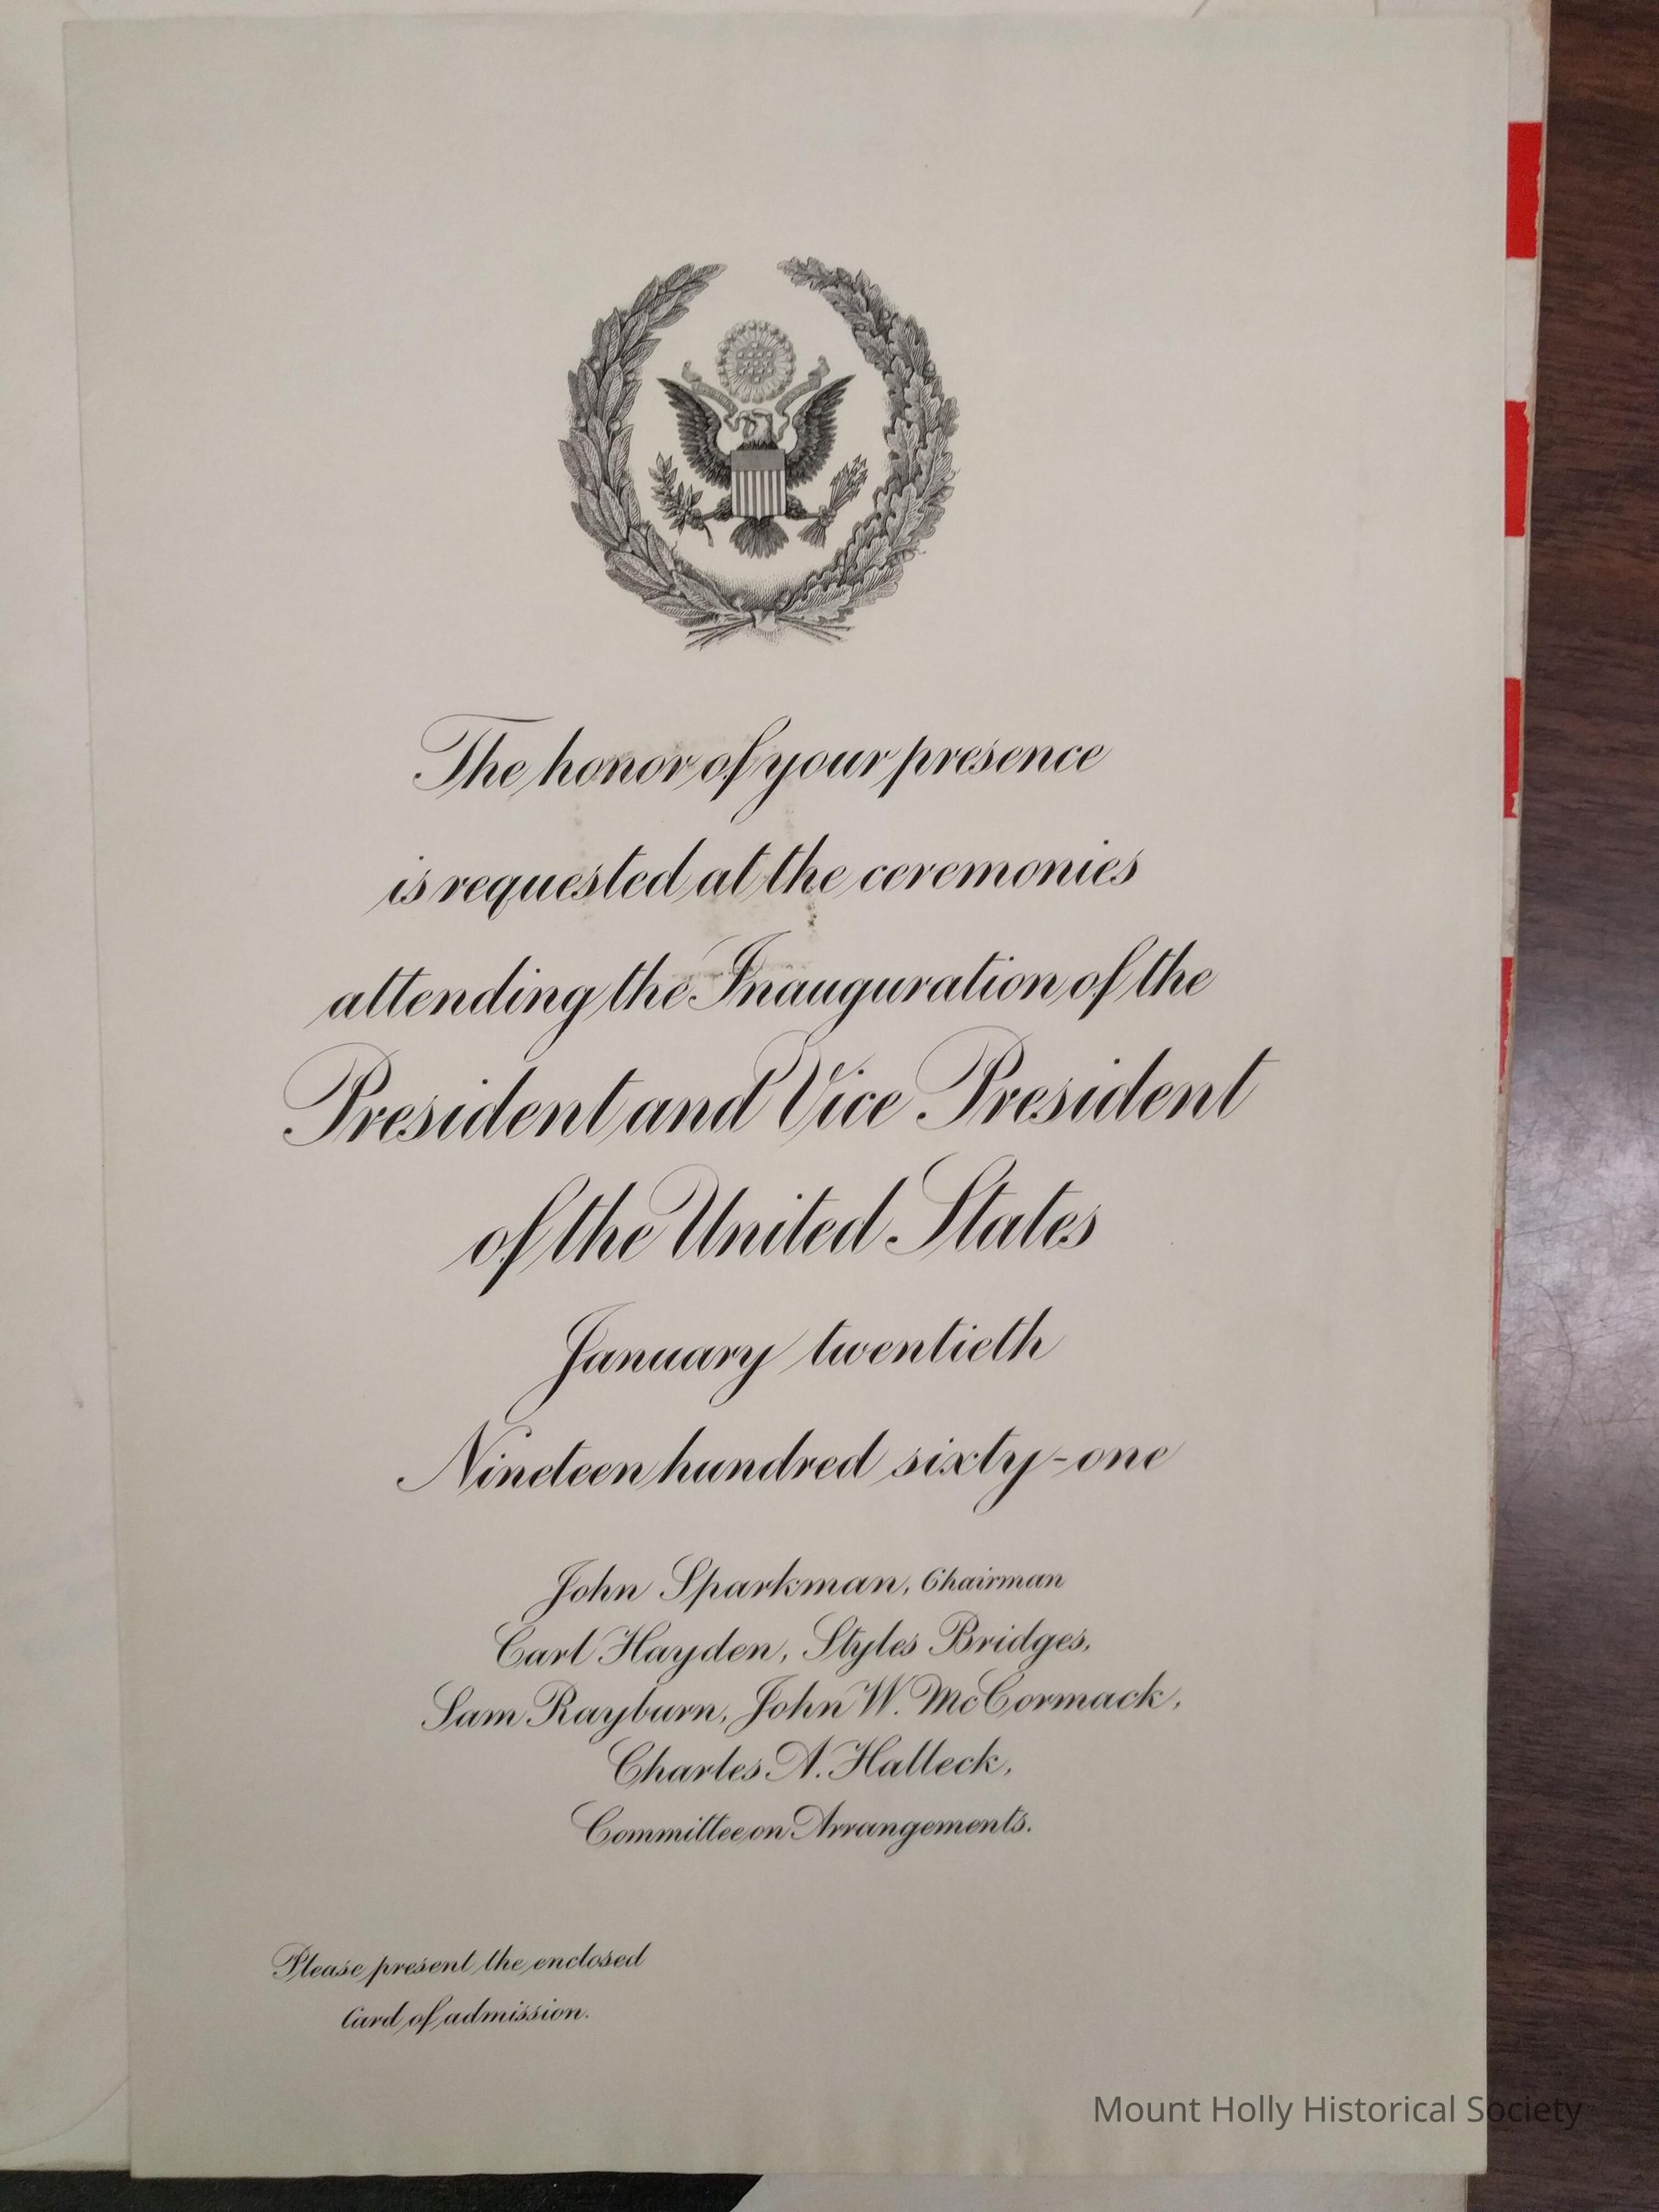 The honor of your presence
is requested at the ceremonies
attending the Inauguration of the
President and Vice President
of the United States
January twentieth
Nineteen hundred sixty-one
John Sparkman, Chairman
Carl Hayden, Styles Bridges,
Sam Rayburn, John W. McCormack,
Charles A. Halleck,
Committee on Arrangements.
Please present the enclosed
Card of admission.
Mount Holly Historical Society